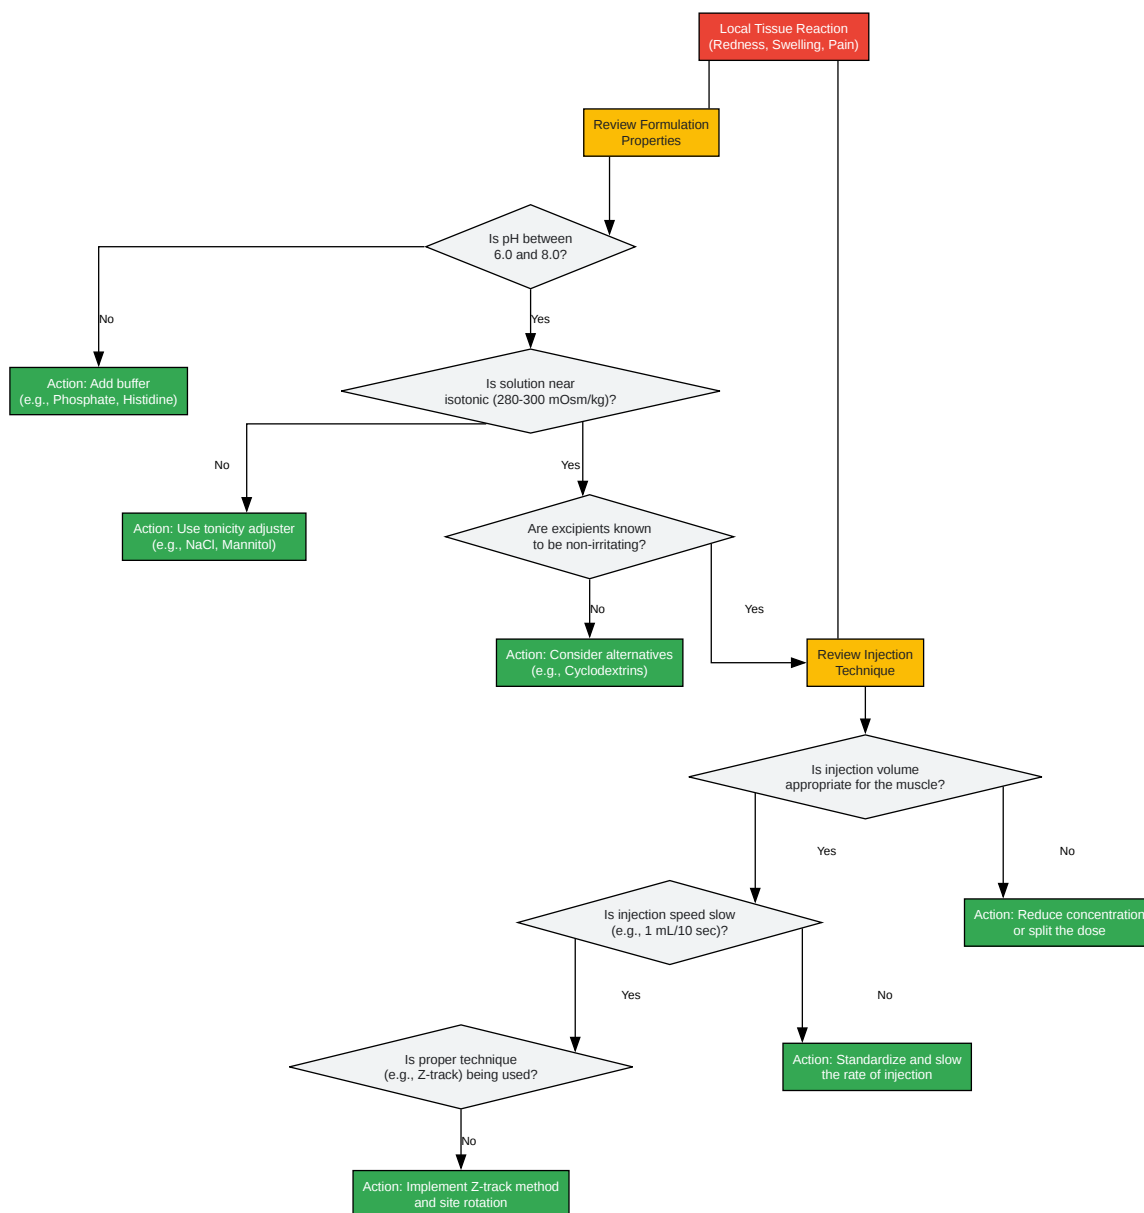 Local Tissue Reaction
(Redness, Swelling, Pain)
Review Formulation
Properties
Is pH between
6.0 and 8.0?
No
Yes
Action: Add buffer
(e.g., Phosphate, Histidine)
Is solution near
isotonic (280-300 mOsm/kg)?
No
Yes
Action: Use tonicity adjuster
(e.g., NaCl, Mannitol)
Are excipients known
to be non-irritating?
No
Yes
Action: Consider alternatives
(e.g., Cyclodextrins)
Review Injection
Technique
Is injection volume
appropriate for the muscle?
Yes
No
Action: Reduce concentration
or split the dose
Is injection speed slow
(e.g., 1 mL/10 sec)?
Yes
No
Action: Standardize and slow
the rate of injection
Is proper technique
(e.g., Z-track) being used?
No
Action: Implement Z-track method
and site rotation